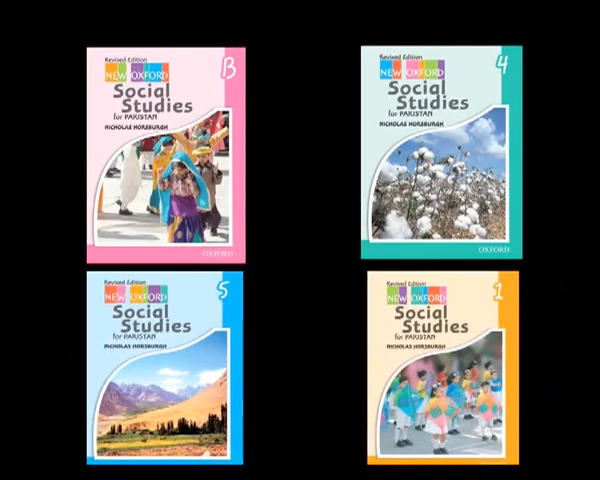 Revised Edition
NEW OXFORD
B
Social
Studies
for PAKISTAN
NICHOLAS HORSBURGH
OXFORD
Revised Edition
NEW OXFORD
4
Social
Studies
for PAKISTAN
NICHOLAS HORSBURGH
OXFORD
Revised Edition
NEW OXFORD
5
Social
Studies
for PAKISTAN
NICHOLAS HORSBURGH
Revised Edition
NEW OXFORD
1
Social
Studies
for PAKISTAN
NICHOLAS HORSBURGH